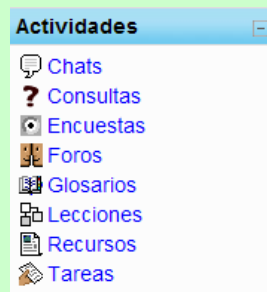 Actividades
Chats
Consultas
Encuestas
Foros
Glosarios
Lecciones
Recursos
Tareas